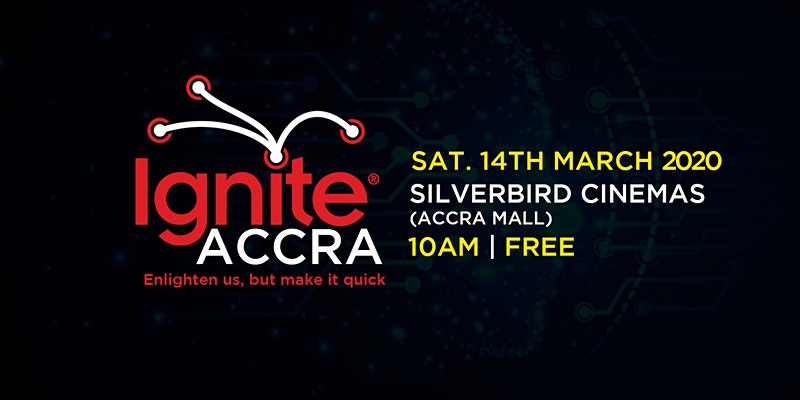 Ignite®
ACCRA
Enlighten us, but make it quick
SAT. 14TH MARCH 2020
SILVERBIRD CINEMAS
(ACCRA MALL)
10AM | FREE